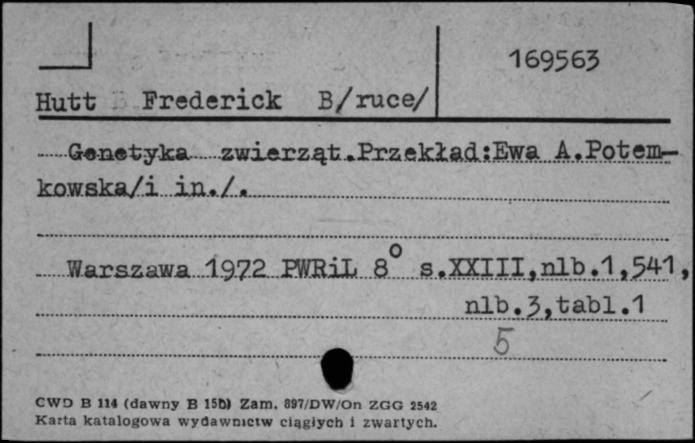 169563
Hutt Frederick B/ruce/
Genetyka zwierząt.Przekład:Ewa A.Potem-
kowska/i in./.
Warszawa 1972 PWRiL 8° s.XXIII,nlb.1,541,
nlb.3,tabl.1
5
CWD B 114 (dawny B 15b) Zam. 897/DW/On ZGG 2542
Karta katalogowa wydawnictw ciągłych i zwartych.